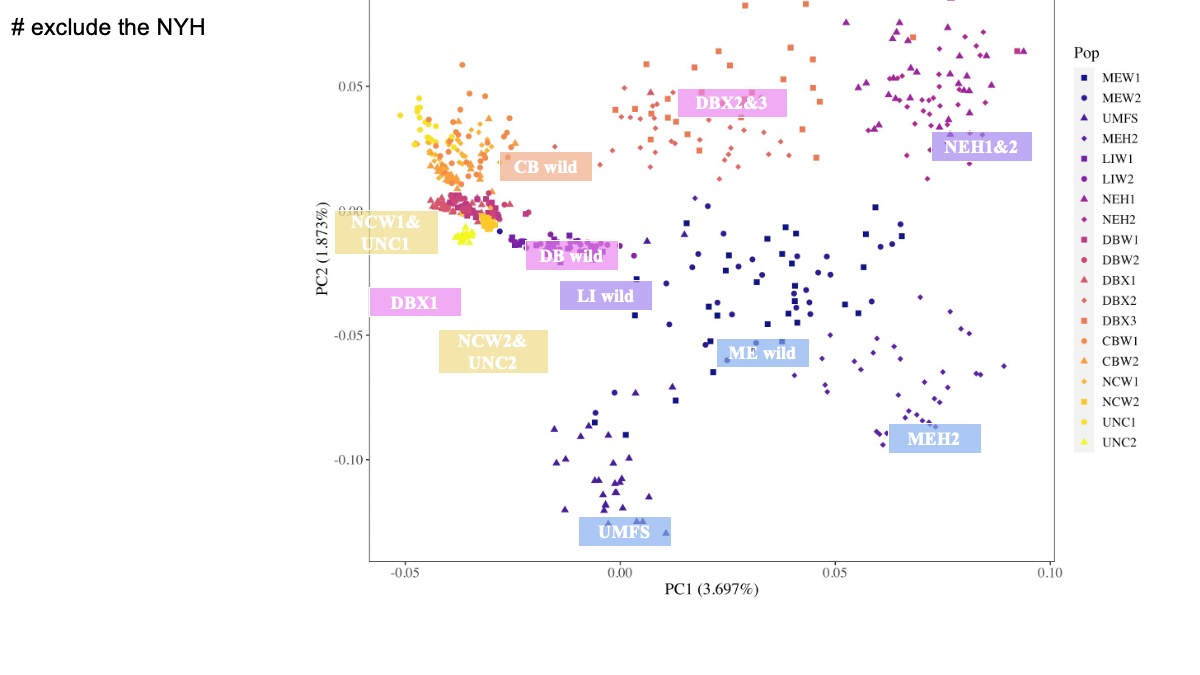 # exclude the NYH
0.05
0.00
-0.05
-0.10
PC2 (1.873%)
DBX2&3
NEH1&2
CB wild
NCW1&
UNC1
DB wild
LI wild
DBX1
NCW2&
UNC2
ME wild
MEH2
UMFS
-0.05
0.00
0.05
0.10
PC1 (3.697%)
Pop
MEW1
MEW2
UMFS
MEH2
LIW1
LIW2
NEH1
NEH2
DBW1
DBW2
DBX1
DBX2
DBX3
CBW1
CBW2
NCW1
NCW2
UNC1
UNC2